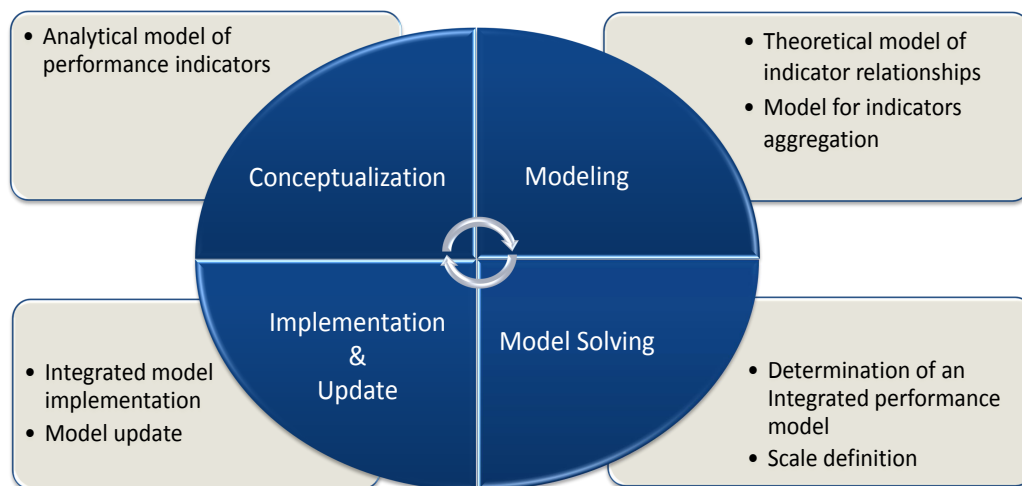 • Analytical model of
performance indicators
• Theoretical model of
indicator relationships
• Model for indicators
aggregation
Conceptualization
Modeling
Implementation
&
Update
Model Solving
• Integrated model
implementation
• Model update
• Determination of an
Integrated performance
model
• Scale definition